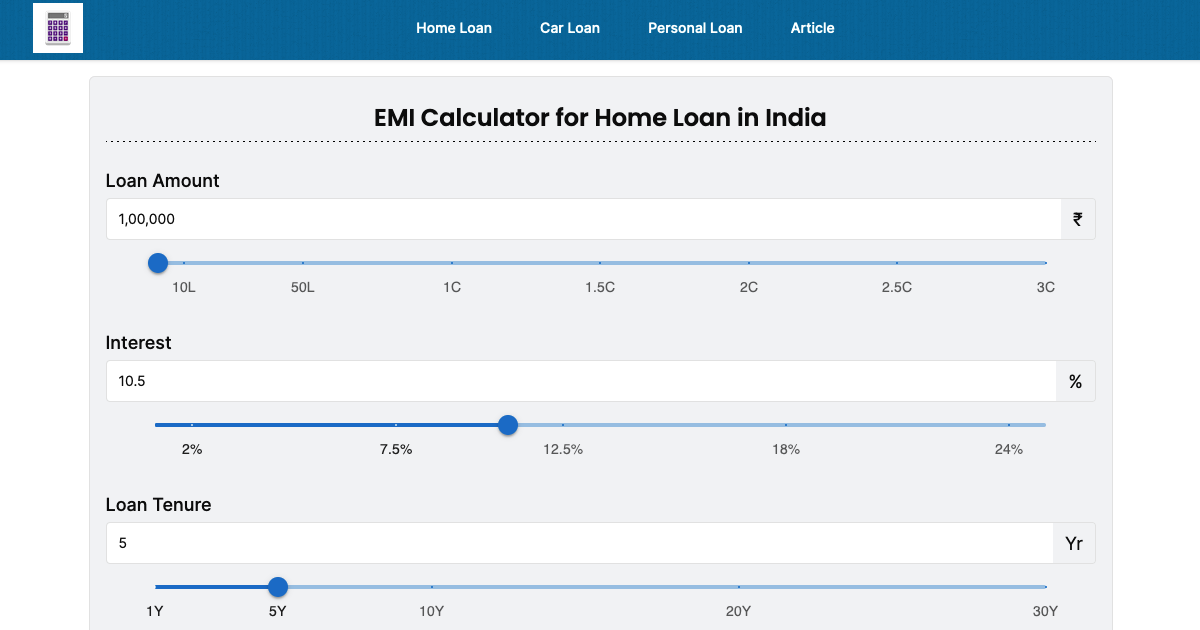 Home Loan Car Loan Personal Loan Article
EMI Calculator for Home Loan in India
Loan Amount
1,00,000 ₹
10L 50L 1C 1.5C 2C 2.5C 3C
Interest
10.5 %
2% 7.5% 12.5% 18% 24%
Loan Tenure
5 Yr
1Y 5Y 10Y 20Y 30Y